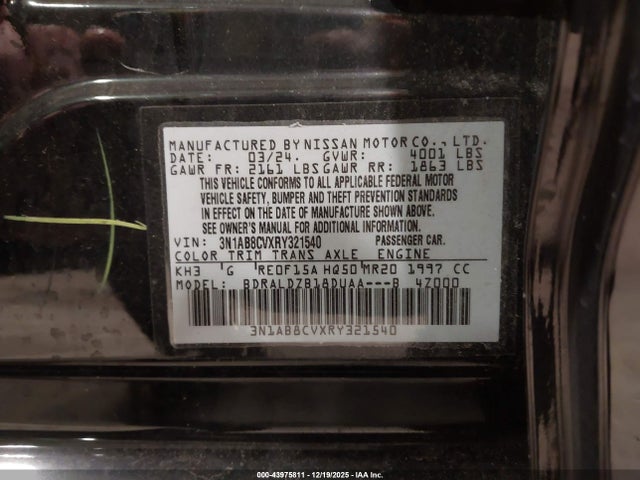 MANUFACTURED BY NISSAN MOTOR CO., LTD.
DATE: 03/24. GVWR: 4001 LBS
GAWR FR: 2161 LBS GAWR RR: 1863 LBS
THIS VEHICLE CONFORMS TO ALL APPLICABLE FEDERAL MOTOR
VEHICLE SAFETY, BUMPER AND THEFT PREVENTION STANDARDS
IN EFFECT ON THE DATE OF MANUFACTURE SHOWN ABOVE.
SEE OWNER'S MANUAL FOR ADDITIONAL INFORMATION.
VIN: 3N1AB8CVXRY321540 PASSENGER CAR.
COLOR TRIM TRANS AXLE ENGINE
KH3 'G 'RE0F15A HQ50'MR20 1997 CC
MODEL: BDRALDZB18DUAA---B 4Z000
3N1AB8CVXRY321540
000-43975811 - 12/19/2025 - IAA Inc.